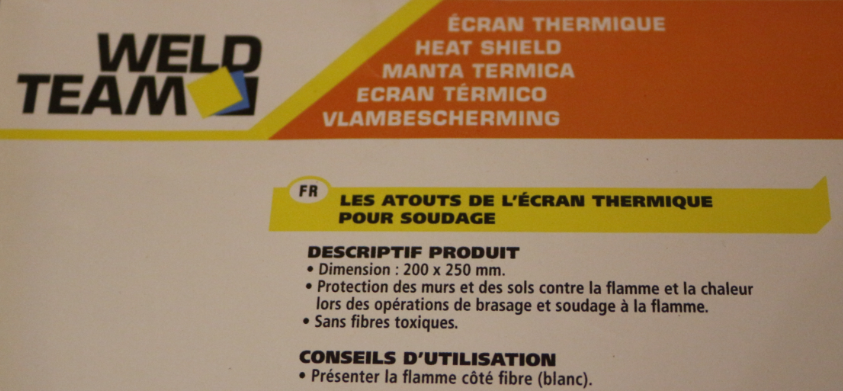 WELD
TEAM
ÉCRAN THERMIQUE
HEAT SHIELD
MANTA TERMICA
ECRAN TÉRMICO
VLAMBESCHERMING
FR
LES ATOUTS DE L'ÉCRAN THERMIQUE
POUR SOUDAGE
DESCRIPTIF PRODUIT
• Dimension : 200 x 250 mm.
• Protection des murs et des sols contre la flamme et la chaleur
lors des opérations de brasage et soudage à la flamme.
• Sans fibres toxiques.
CONSEILS D'UTILISATION
• Présenter la flamme côté fibre (blanc).